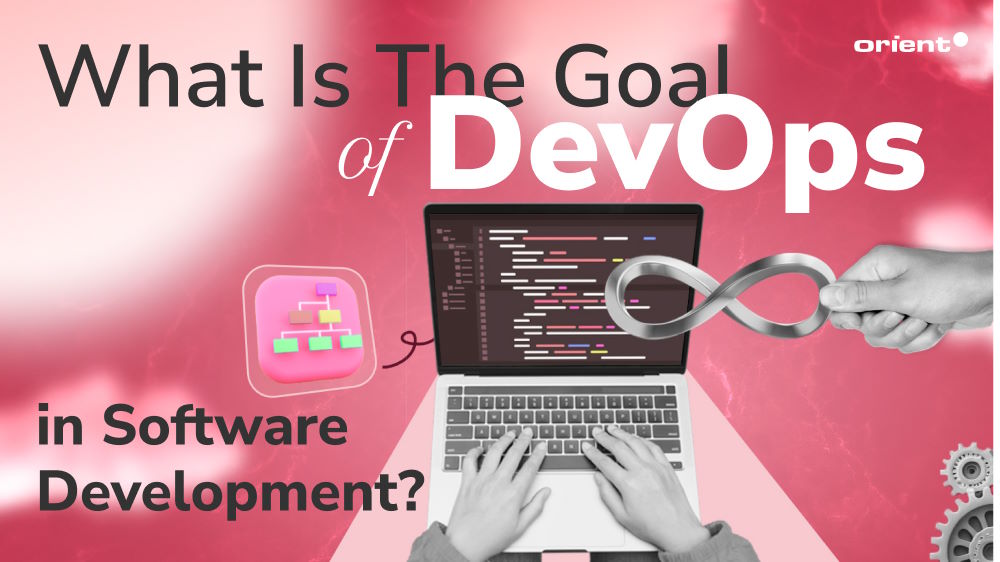 orient
What Is The Goal
of DevOps
in Software
Development?